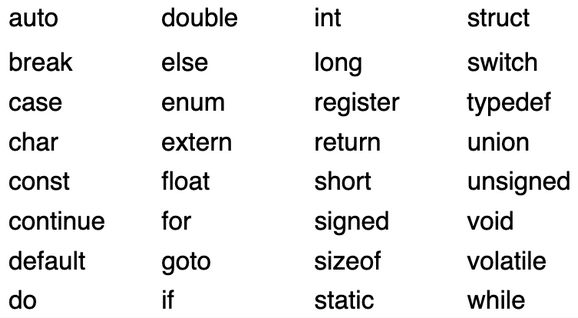 auto double int struct
break else long switch
case enum register typedef
char extern return union
const float short unsigned
continue for signed void
default goto sizeof volatile
do if static while